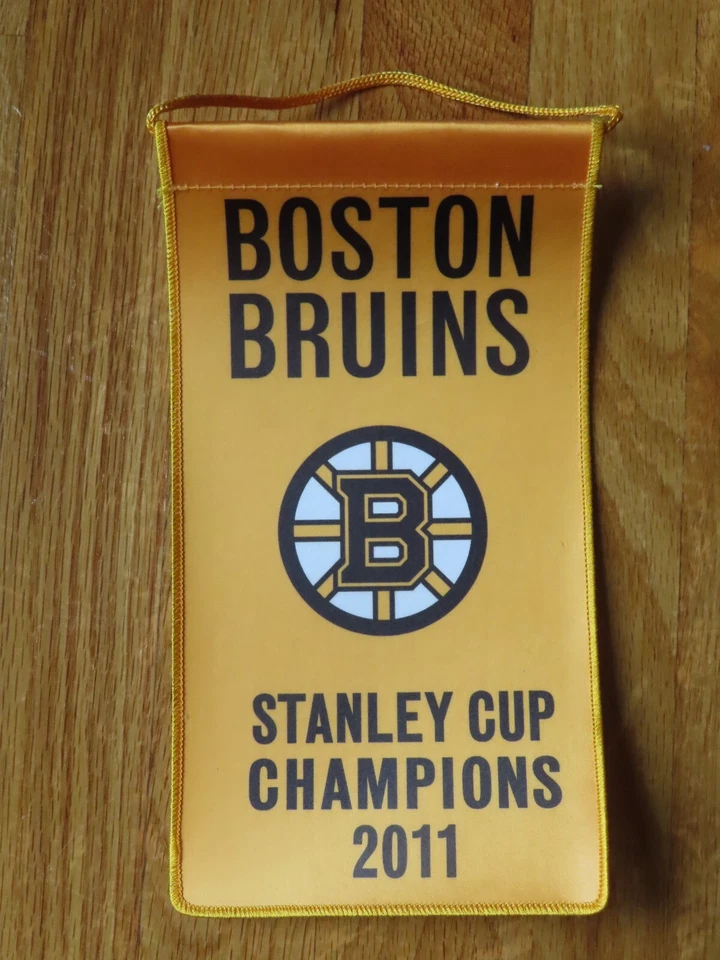 BOSTON
BRUINS
B
STANLEY CUP
CHAMPIONS
2011